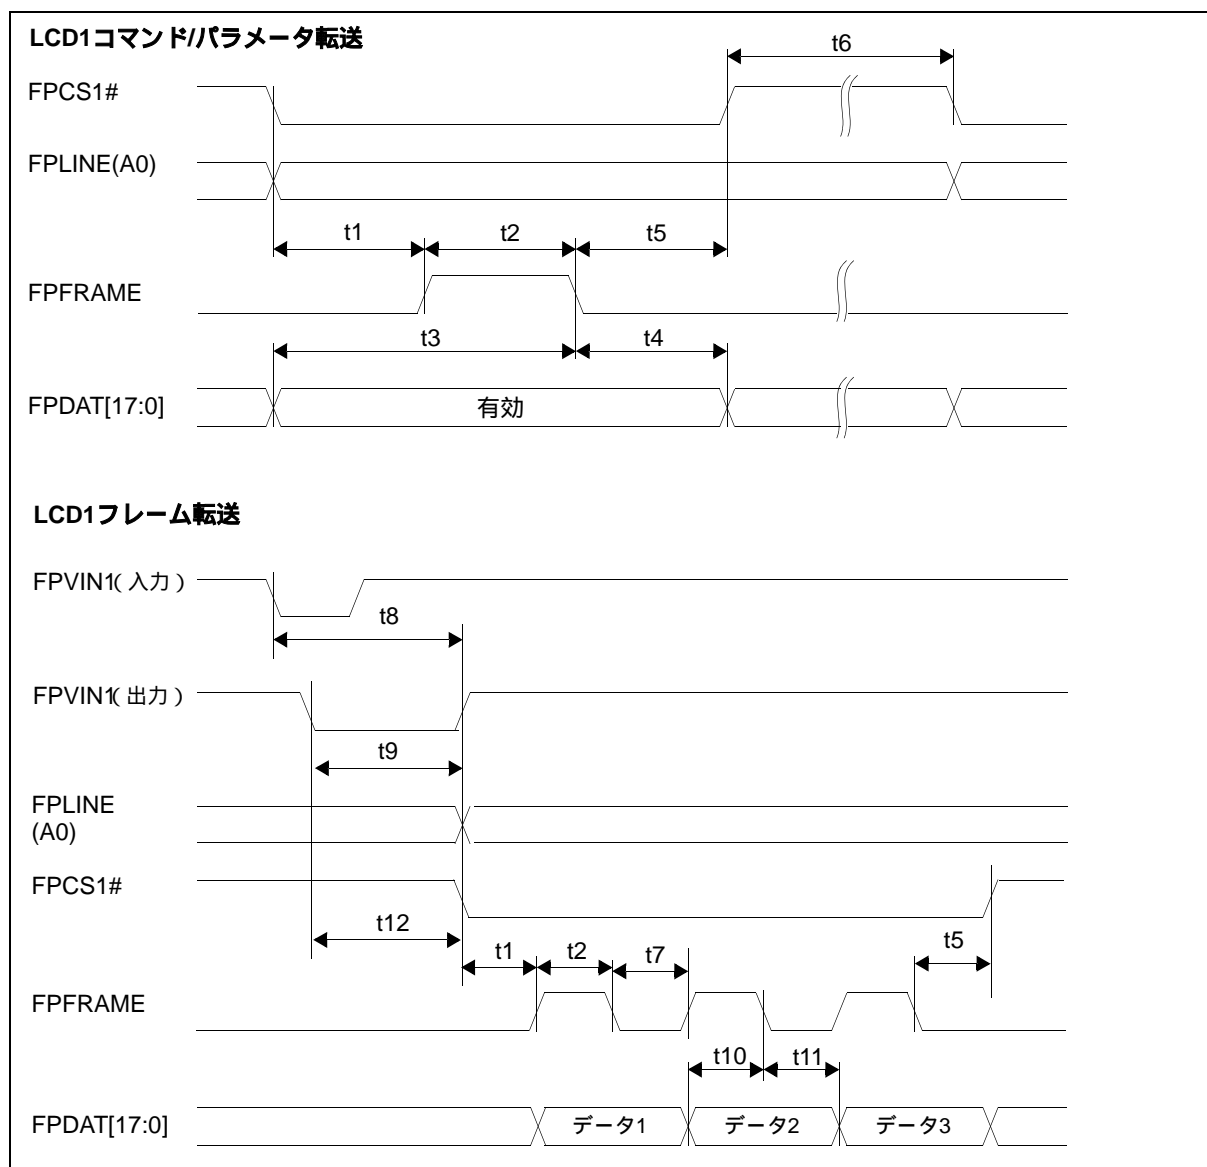 LCD1コマンド/パラメータ転送
t6
FPCS1#
FPLINE(A0)
t1 t2 t5
FPFRAME
t3 t4
FPDAT[17:0] 有効
LCD1フレーム転送
FPVIN1(入力)
t8
FPVIN1(出力)
t9
FPLINE
(A0)
FPCS1#
t12
t1 t2 t7 t5
FPFRAME
t10 t11
FPDAT[17:0] データ1 データ2 データ3